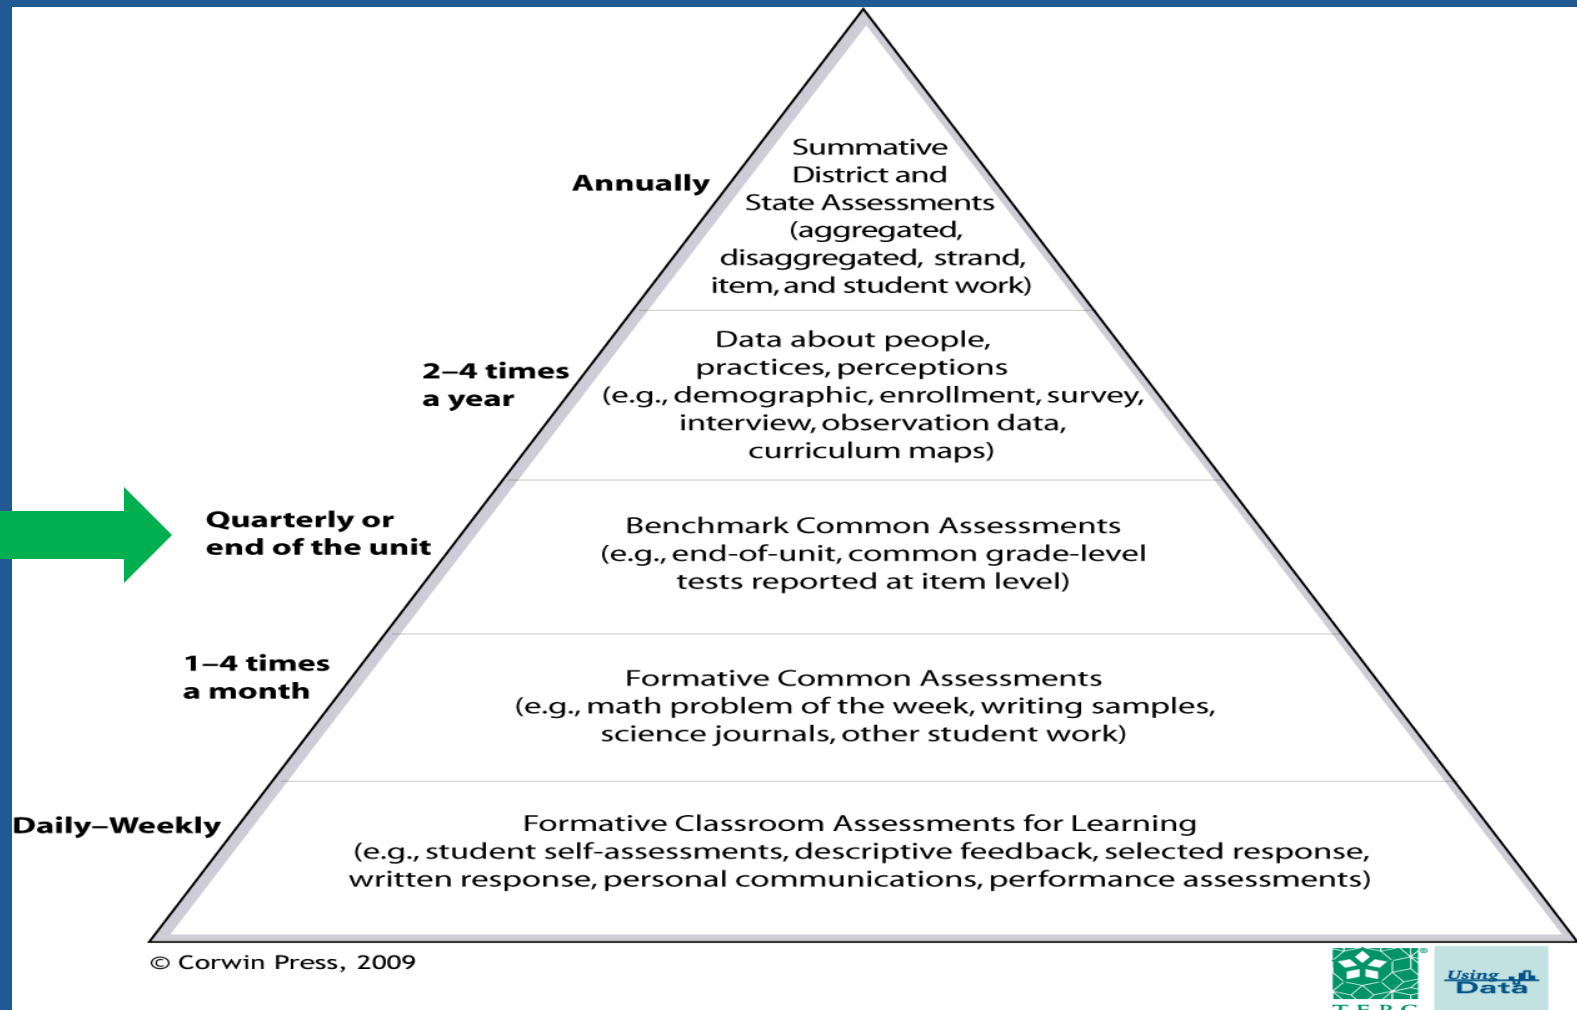 Annually
Summative
District and
State Assessments
(aggregated,
disaggregated, strand,
item, and student work)
2–4 times
a year
Data about people,
practices, perceptions
(e.g., demographic, enrollment, survey,
interview, observation data,
curriculum maps)
Quarterly or
end of the unit
Benchmark Common Assessments
(e.g., end-of-unit, common grade-level
tests reported at item level)
1–4 times
a month
Formative Common Assessments
(e.g., math problem of the week, writing samples,
science journals, other student work)
Daily–Weekly
Formative Classroom Assessments for Learning
(e.g., student self-assessments, descriptive feedback, selected response,
written response, personal communications, performance assessments)
© Corwin Press, 2009
®
TERC
Using
Data